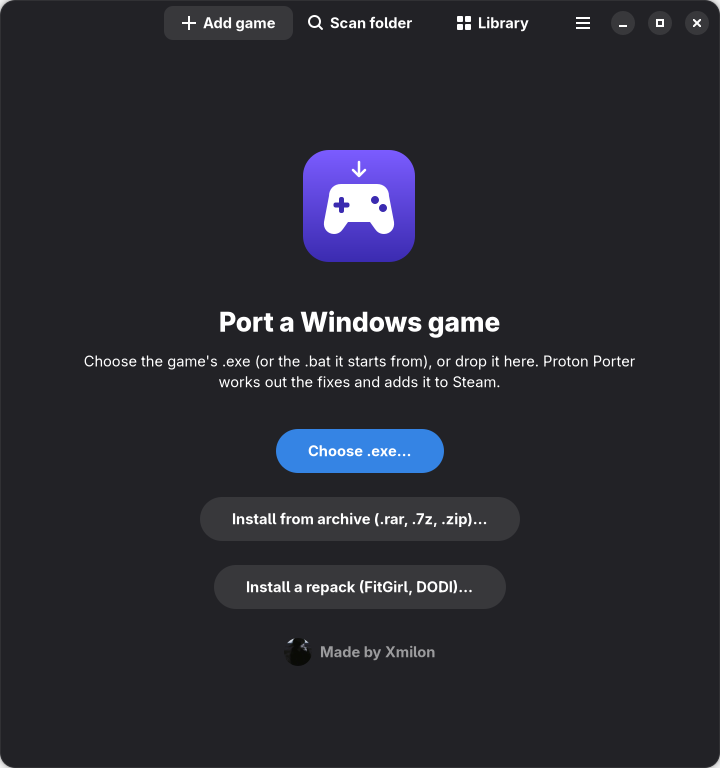 Add game
Scan folder
Library
Port a Windows game
Choose the game's .exe (or the .bat it starts from), or drop it here. Proton Porter
works out the fixes and adds it to Steam.
Choose .exe...
Install from archive (.rar, .7z, .zip)...
Install a repack (FitGirl, DODI)...
Made by Xmilon